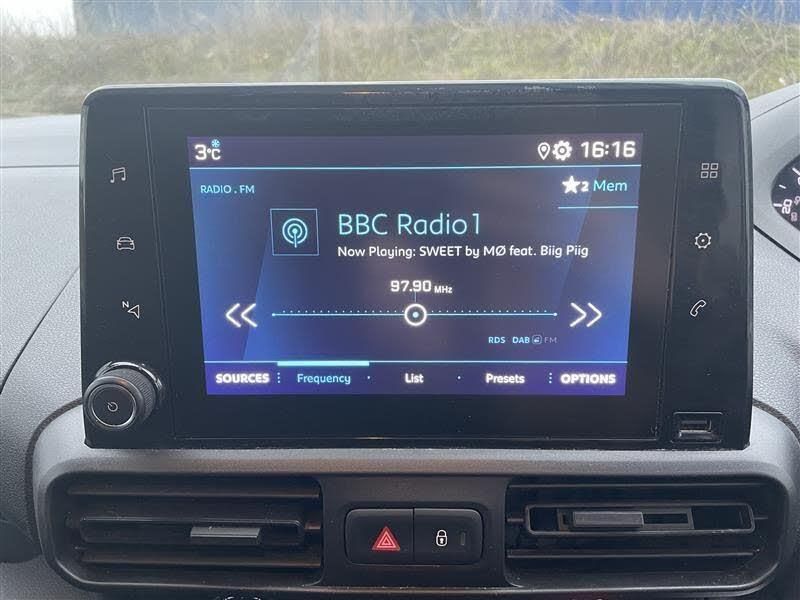 3°C
16:16
RADIO . FM
2 Mem
BBC Radio 1
Now Playing: SWEET by MØ feat. Biig Piig
97.90 MHz
N
RDS DAB FM
SOURCES Frequency List Presets OPTIONS
20